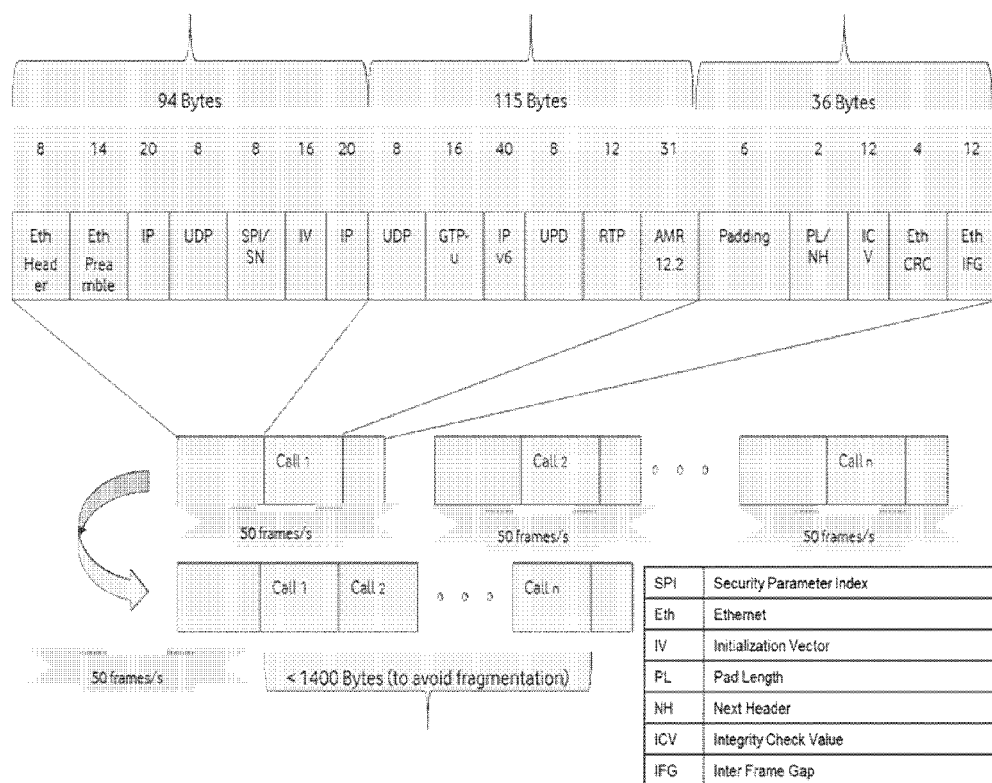 94 Bytes 115 Bytes 36 Bytes
8 14 20 8 8 16 20 8 16 40 8 12 31 6 2 12 4 12
Eth Eth IP UDP SPI/ IV IP UDP GTP- IP UPD RTP AMR Padding PL/ IC Eth Eth
Head Prea SN u v6 12.2 NH V CRC IFG
er mble
Call 1 Call 2 o o o Call n
50 frames/s 50 frames/s 50 frames/s
Call 1 Call 2 o o o Call n
50 frames/s < 1400 Bytes (to avoid fragmentation)
SPI Security Parameter Index
Eth Ethernet
IV Initialization Vector
PL Pad Length
NH Next Header
ICV Integrity Check Value
IFG Inter Frame Gap